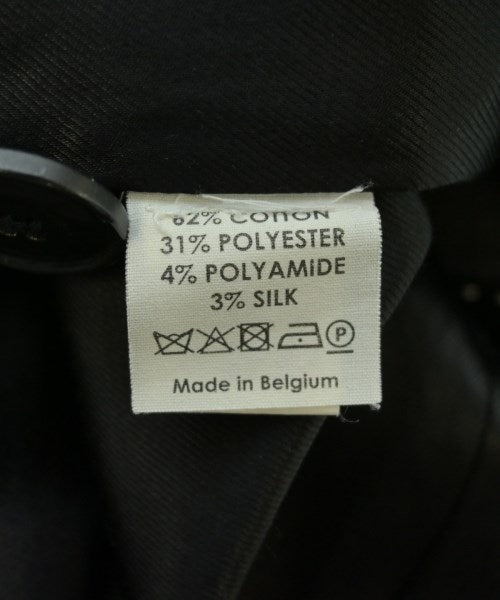 62% COTTON
31% POLYESTER
4% POLYAMIDE
3% SILK
P
Made in Belgium